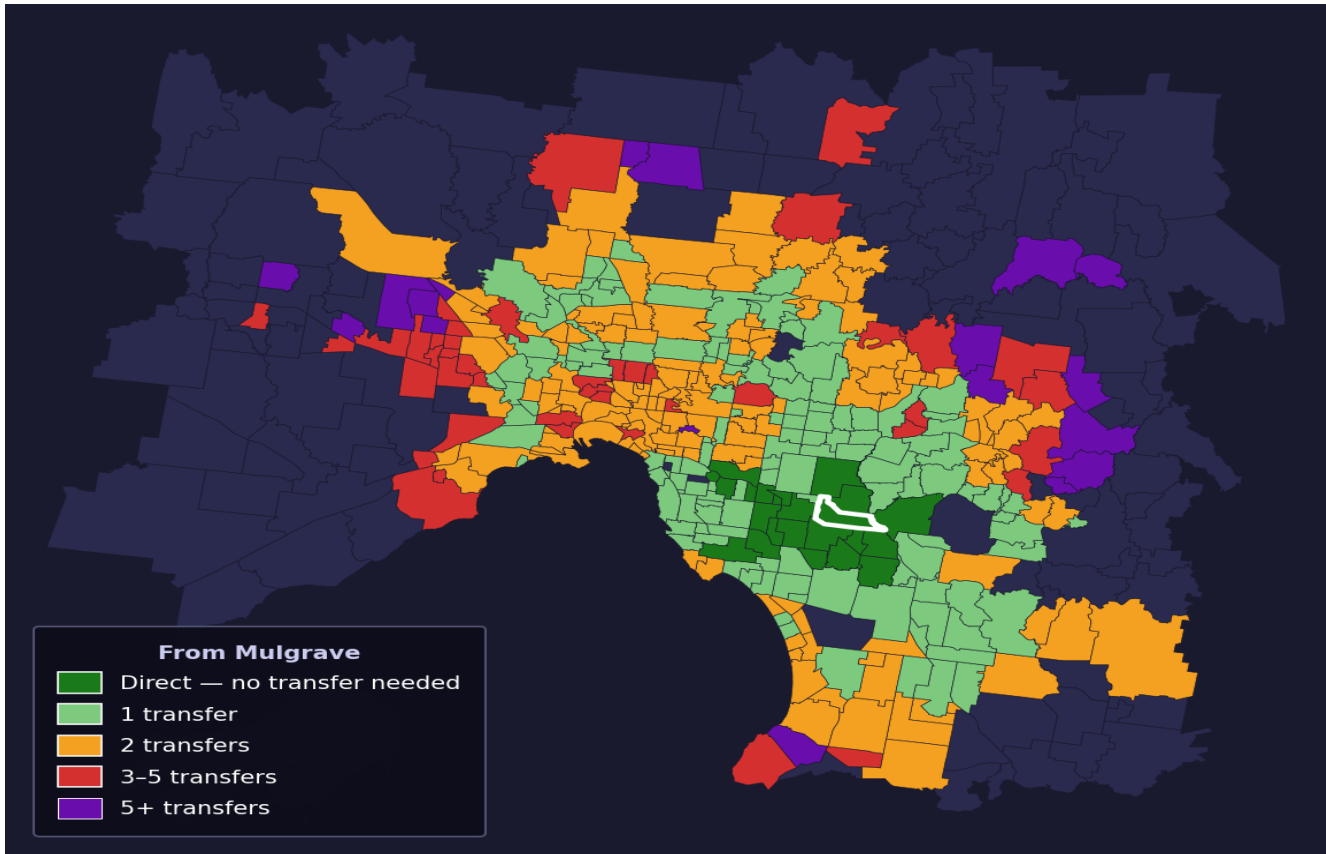 From Mulgrave
Direct — no transfer needed
1 transfer
2 transfers
3–5 transfers
5+ transfers